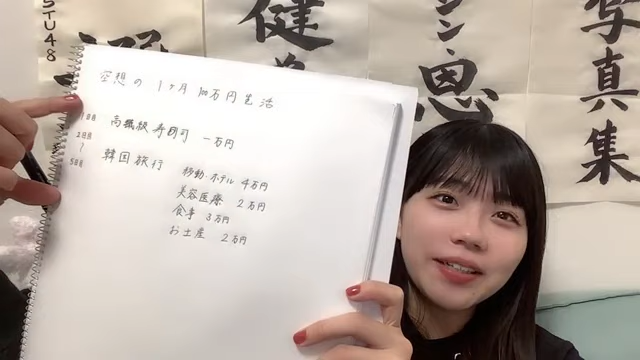 空想の 1ヶ月 100万円生活
1日目 高級寿司 一万円
2日目
〜
5日目
韓国旅行
移動・ホテル 4万円
美容医療 2万円
食事 3万円
お土産 2万円
STU48
健
恩
写真集